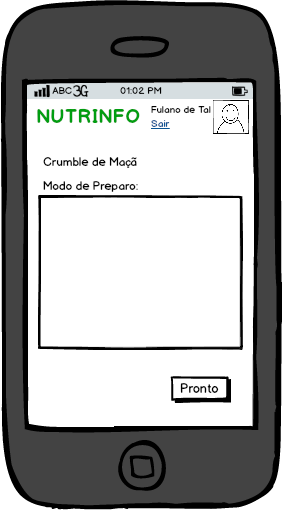 ABC 3G 01:02 PM
NUTRINFO
Fulano de Tal
Sair
Crumble de Maçã
Modo de Preparo:
Pronto